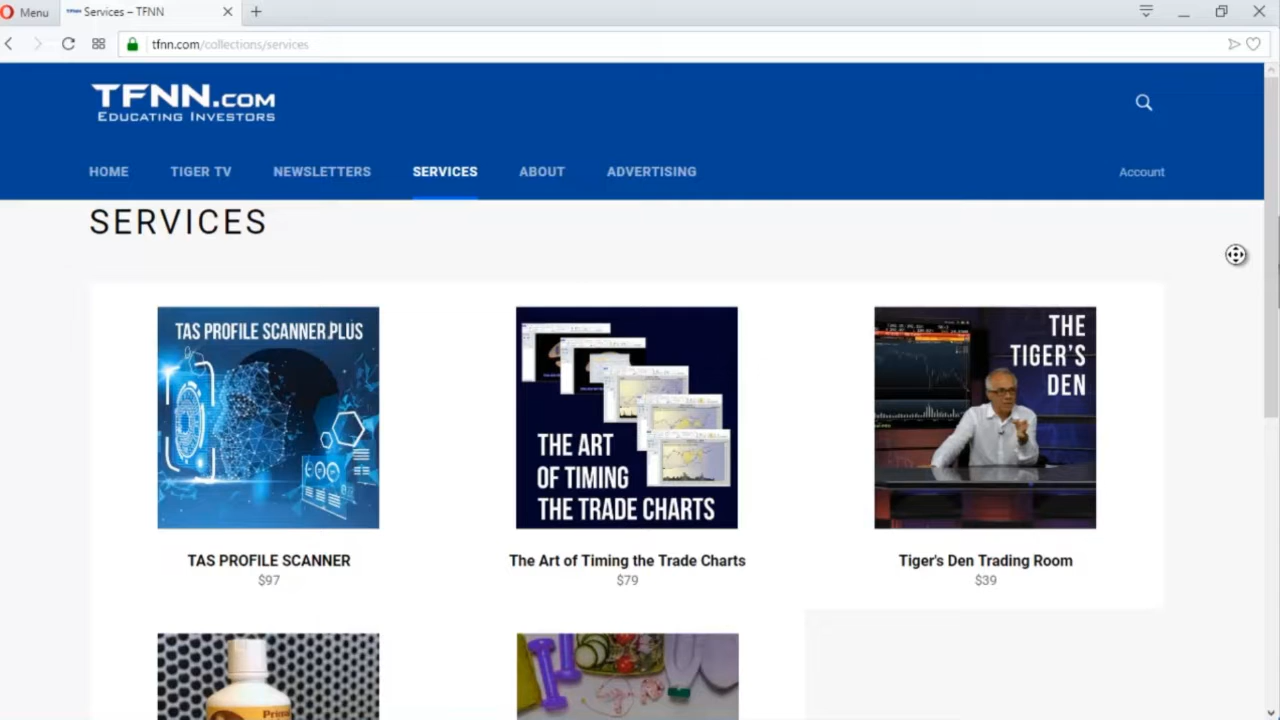 Menu
Services – TFNN
tfnn.com/collections/services
TFNN.COM
EDUCATING INVESTORS
HOME
TIGER TV
NEWSLETTERS
SERVICES
ABOUT
ADVERTISING
Account
SERVICES
TAS PROFILE SCANNER PLUS
THE ART
OF TIMING
THE TRADE CHARTS
THE
TIGER'S
DEN
TAS PROFILE SCANNER
$97
The Art of Timing the Trade Charts
$79
Tiger's Den Trading Room
$39